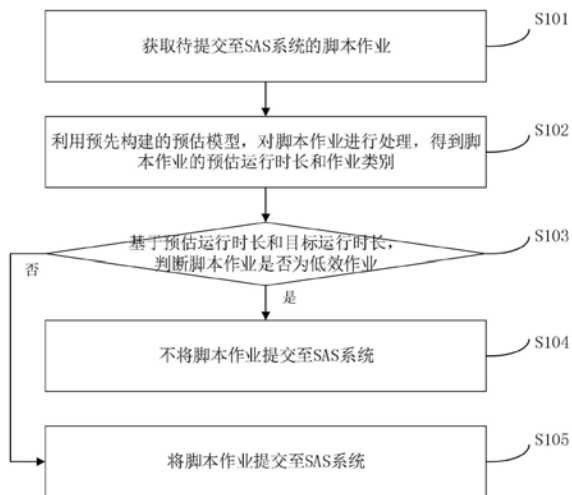 S101
获取待提交至SAS系统的脚本作业
S102
利用预先构建的预估模型，对脚本作业进行处理，得到脚
本作业的预估运行时长和作业类别
S103
基于预估运行时长和目标运行时长，
判断脚本作业是否为低效作业
否
是
S104
不将脚本作业提交至SAS系统
S105
将脚本作业提交至SAS系统